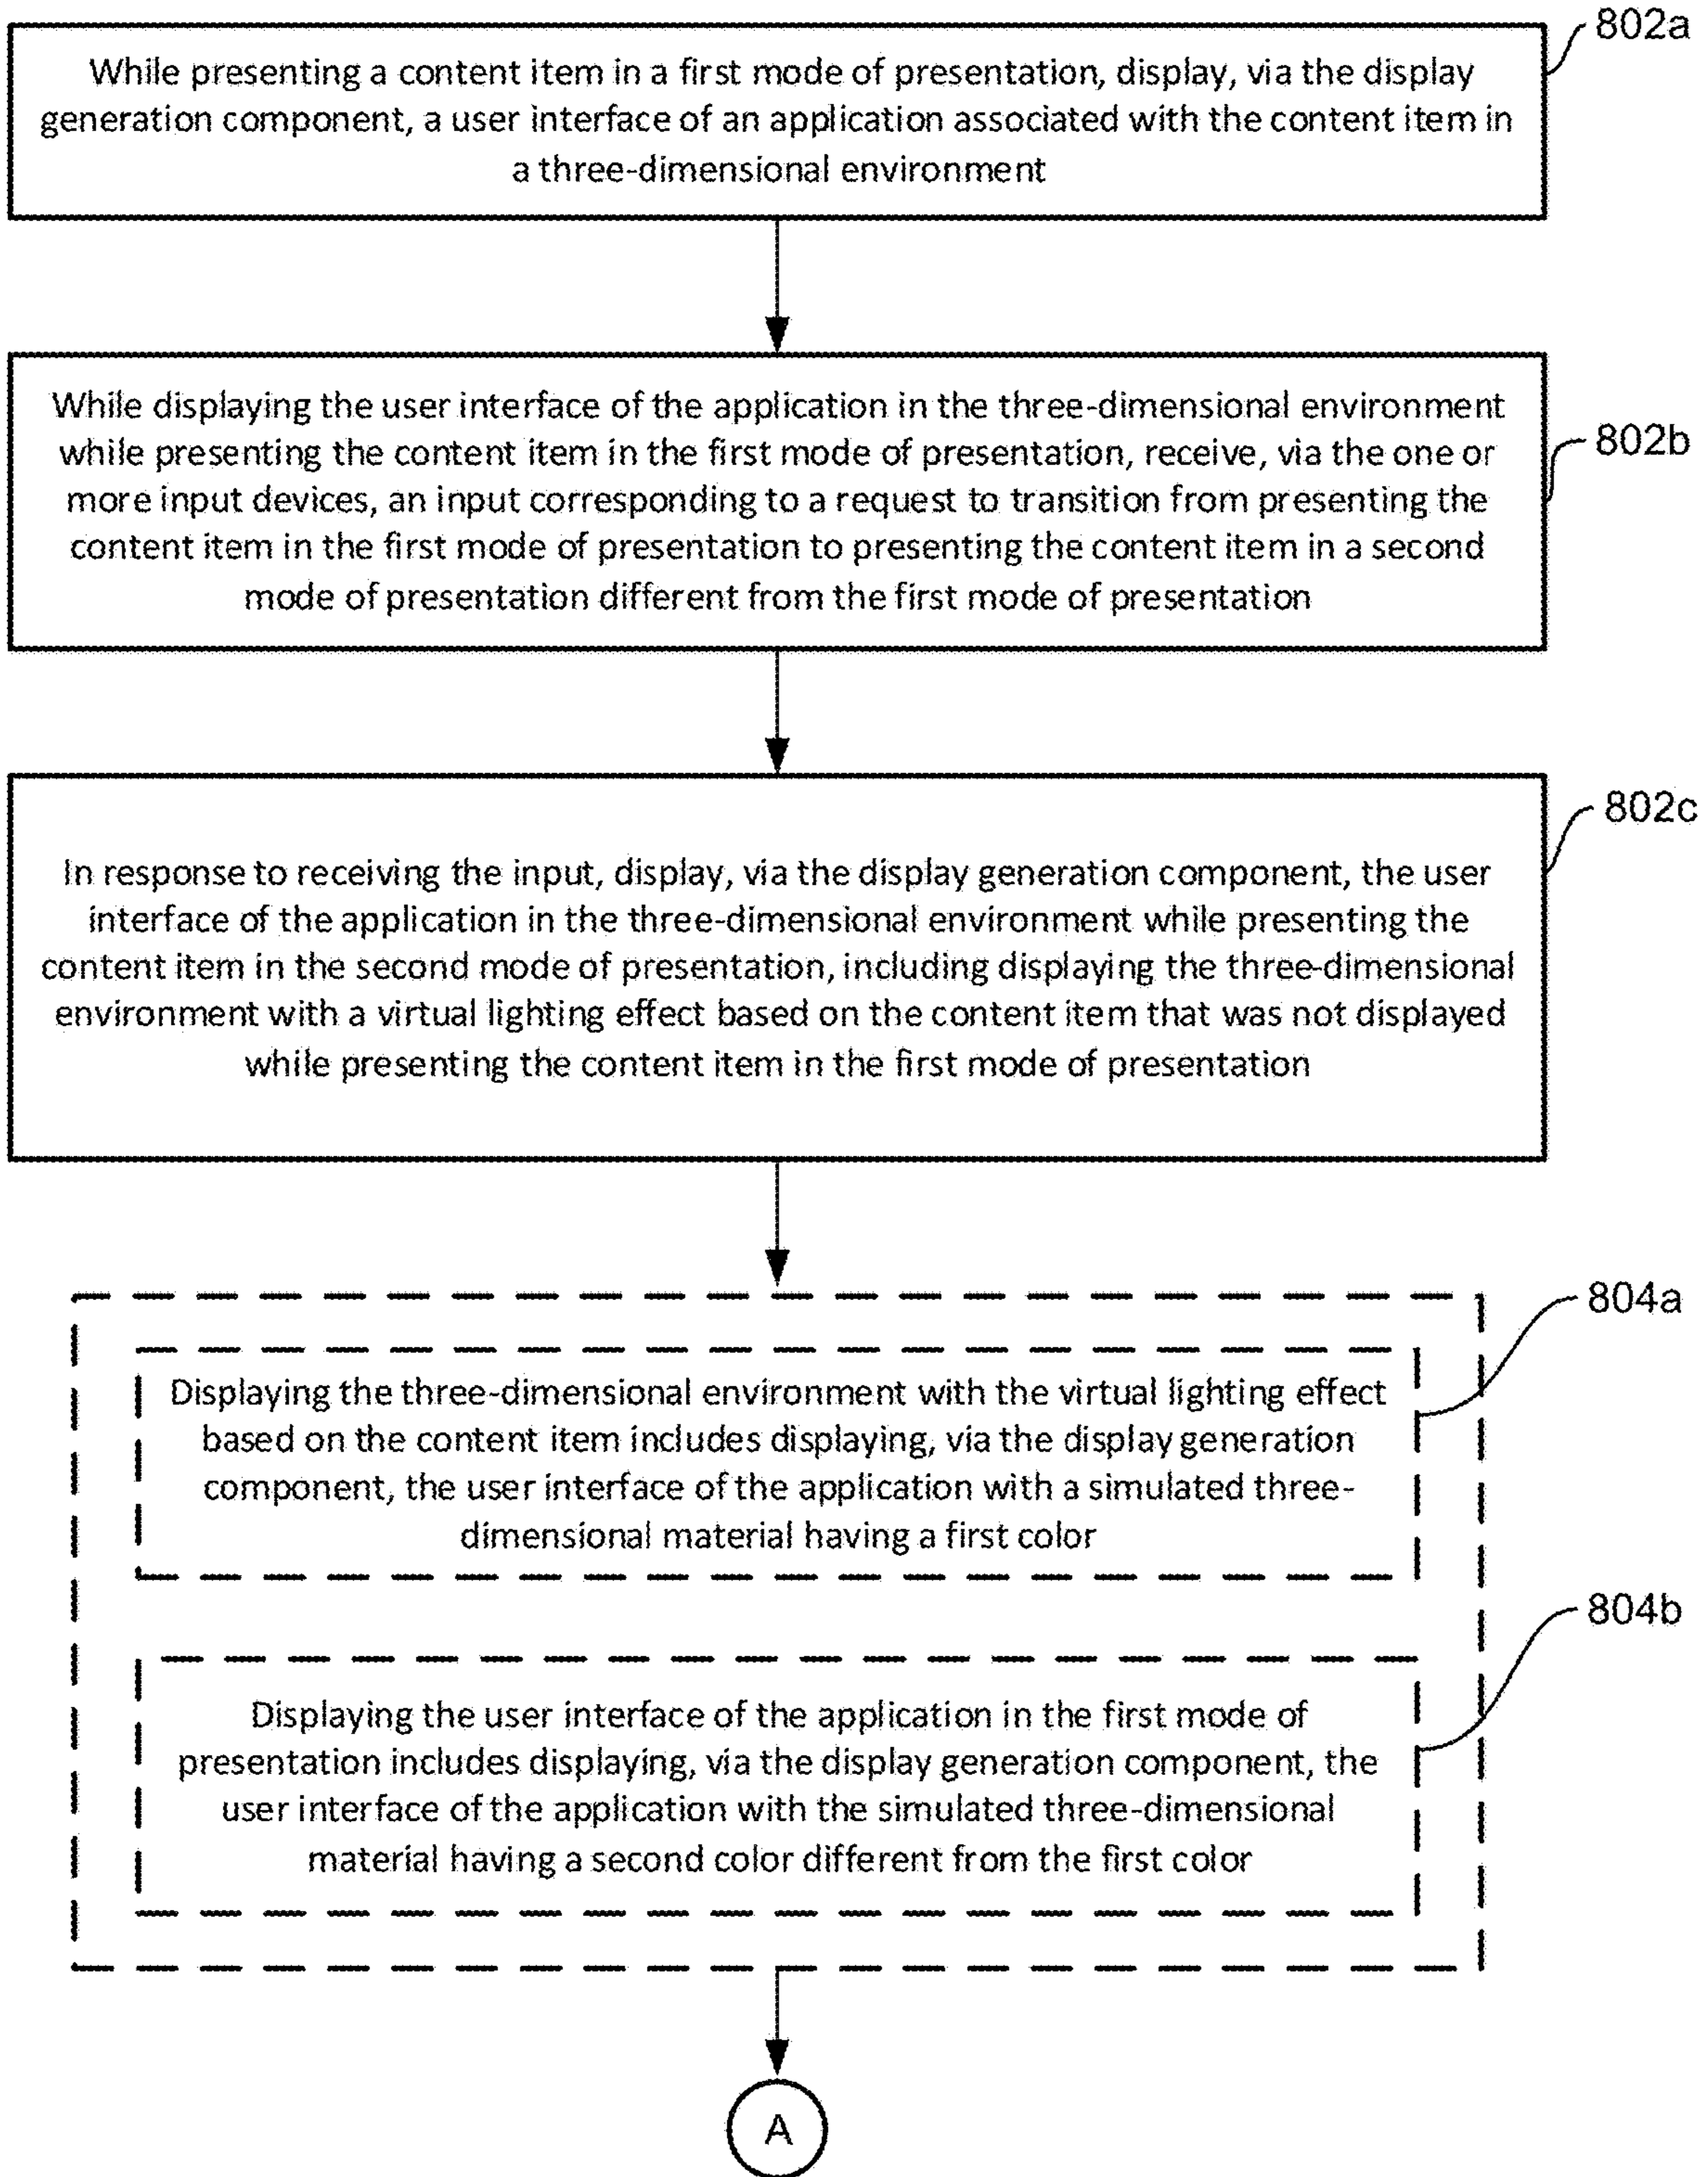 802a
While presenting a content item in a first mode of presentation, display, via the display
generation component, a user interface of an application associated with the content item in
a three-dimensional environment
While displaying the user interface of the application in the three-dimensional environment
while presenting the content item in the first mode of presentation, receive, via the one or
more input devices, an input corresponding to a request to transition from presenting the
content item in the first mode of presentation to presenting the content item in a second
mode of presentation different from the first mode of presentation
802b
802c
In response to receiving the input, display, via the display generation component, the user
interface of the application in the three-dimensional environment while presenting the
content item in the second mode of presentation, including displaying the three-dimensional
environment with a virtual lighting effect based on the content item that was not displayed
while presenting the content item in the first mode of presentation
804a
Displaying the three-dimensional environment with the virtual lighting effect
based on the content item includes displaying, via the display generation
component, the user interface of the application with a simulated three-
dimensional material having a first color
804b
Displaying the user interface of the application in the first mode of
presentation includes displaying, via the display generation component, the
user interface of the application with the simulated three-dimensional
material having a second color different from the first color
A